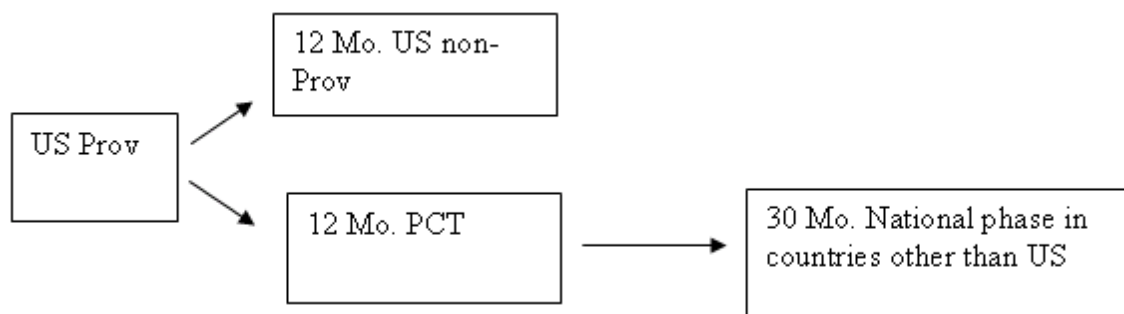 12 Mo. US non-
Prov
US Prov
12 Mo. PCT
30 Mo. National phase in
countries other than US